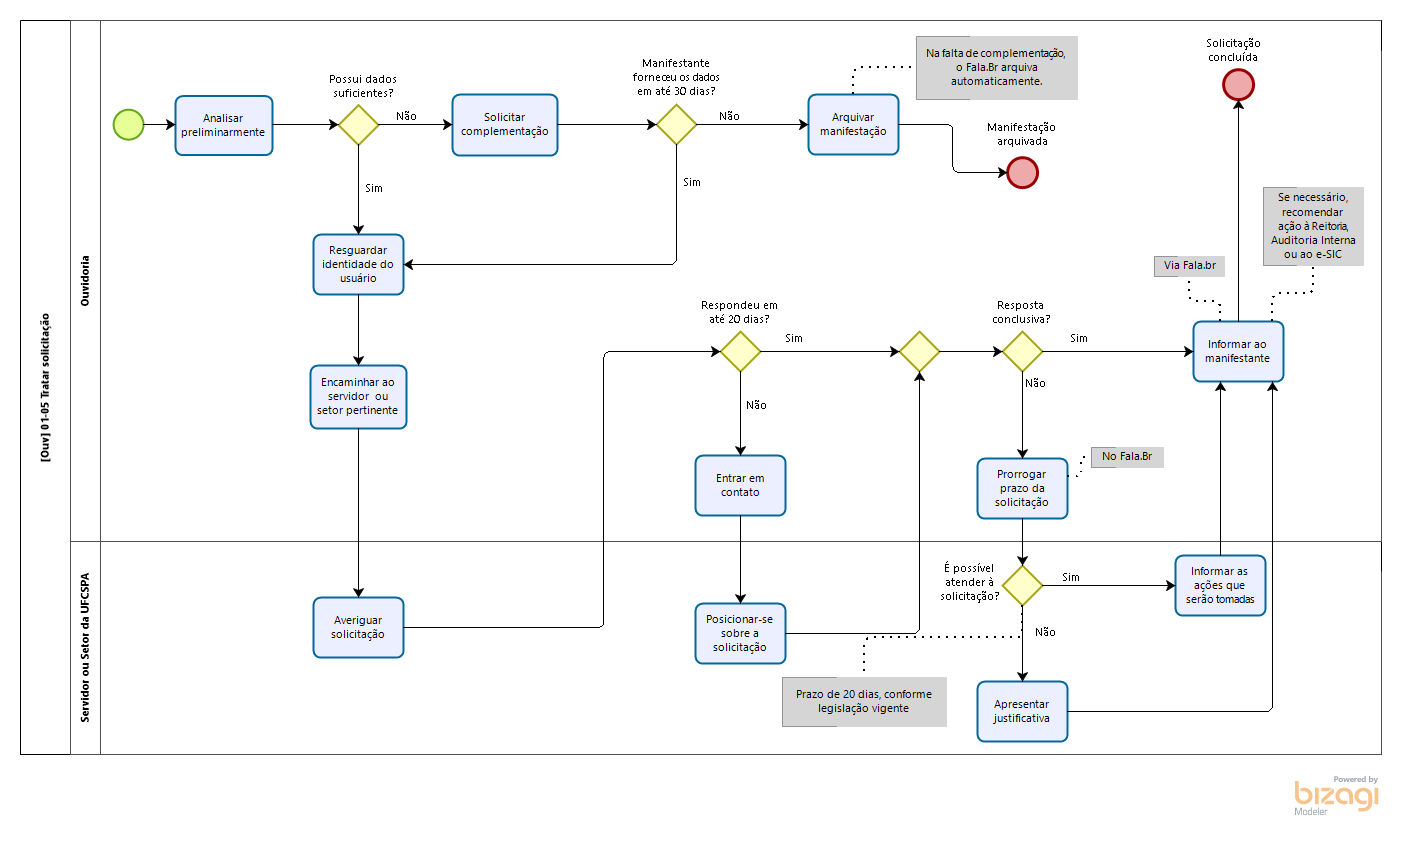 [Ouv] 01-05 Tratar solicitação
Ouvidoria
Analisar
preliminarmente
Possui dados
suficientes?
Não
Sim
Solicitar
complementação
Manifestante
forneceu os dados
em até 30 dias?
Não
Sim
Arquivar
manifestação
Na falta de complementação,
o Fala.Br arquiva
automaticamente.
Manifestação
arquivada
Solicitação
concluída
Resguardar
identidade do
usuário
Encaminhar ao
servidor ou
setor pertinente
Respondeu em
até 20 dias?
Sim
Não
Entrar em
contato
Resposta
conclusiva?
Sim
Não
Prorrogar
prazo da
solicitação
No Fala.Br
Via Fala.br
Se necessário,
recomendar
ação à Reitoria,
Auditoria Interna
ou ao e-SIC
Informar ao
manifestante
Servidor ou Setor da UFCSPA
Averiguar
solicitação
Posicionar-se
sobre a
solicitação
É possível
atender à
solicitação?
Sim
Não
Informar as
ações que
serão tomadas
Prazo de 20 dias, conforme
legislação vigente
Apresentar
justificativa
Powered by
bizagi
Modeler